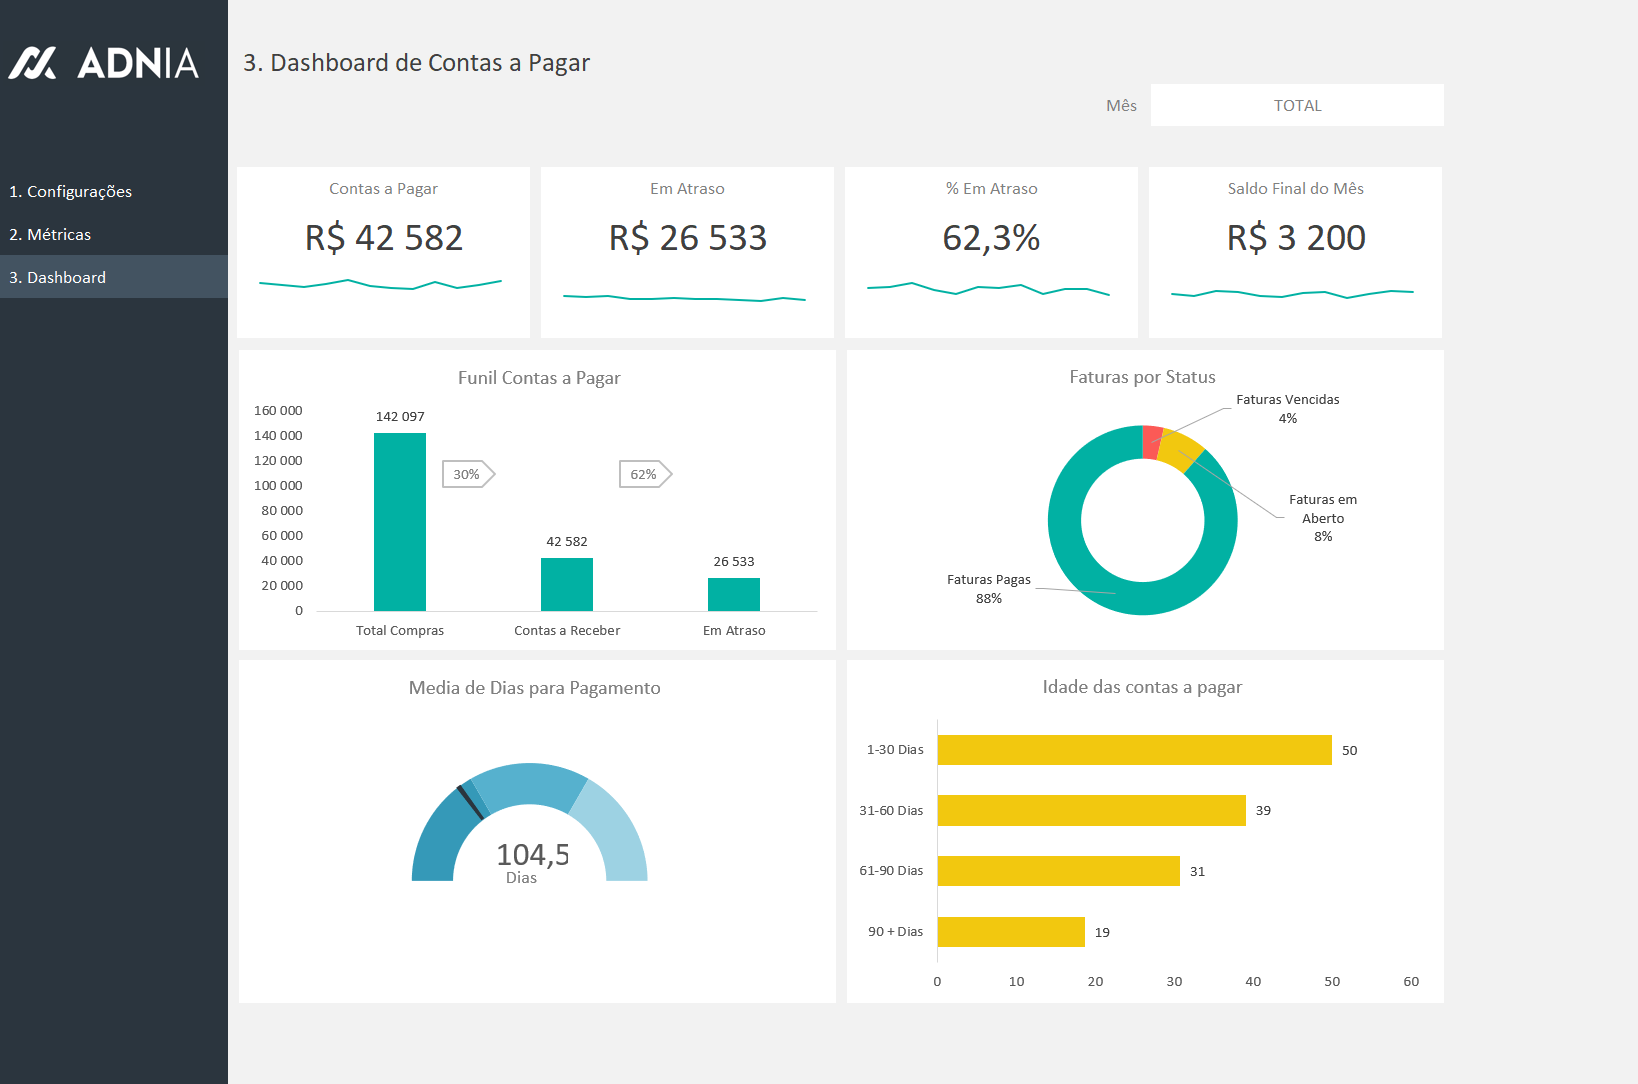 ADNIA
3. Dashboard de Contas a Pagar
Mês
TOTAL
1. Configurações
2. Métricas
3. Dashboard
Contas a Pagar
R$ 42 582
Em Atraso
R$ 26 533
% Em Atraso
62,3%
Saldo Final do Mês
R$ 3 200
Funil Contas a Pagar
160 000
140 000
120 000
100 000
80 000
60 000
40 000
20 000
0
142 097
30%
42 582
62%
26 533
Total Compras
Contas a Receber
Em Atraso
Faturas por Status
Faturas Vencidas
4%
Faturas em
Aberto
8%
Faturas Pagas
88%
Media de Dias para Pagamento
104,5
Dias
Idade das contas a pagar
1-30 Dias
50
31-60 Dias
39
61-90 Dias
31
90 + Dias
19
0
10
20
30
40
50
60